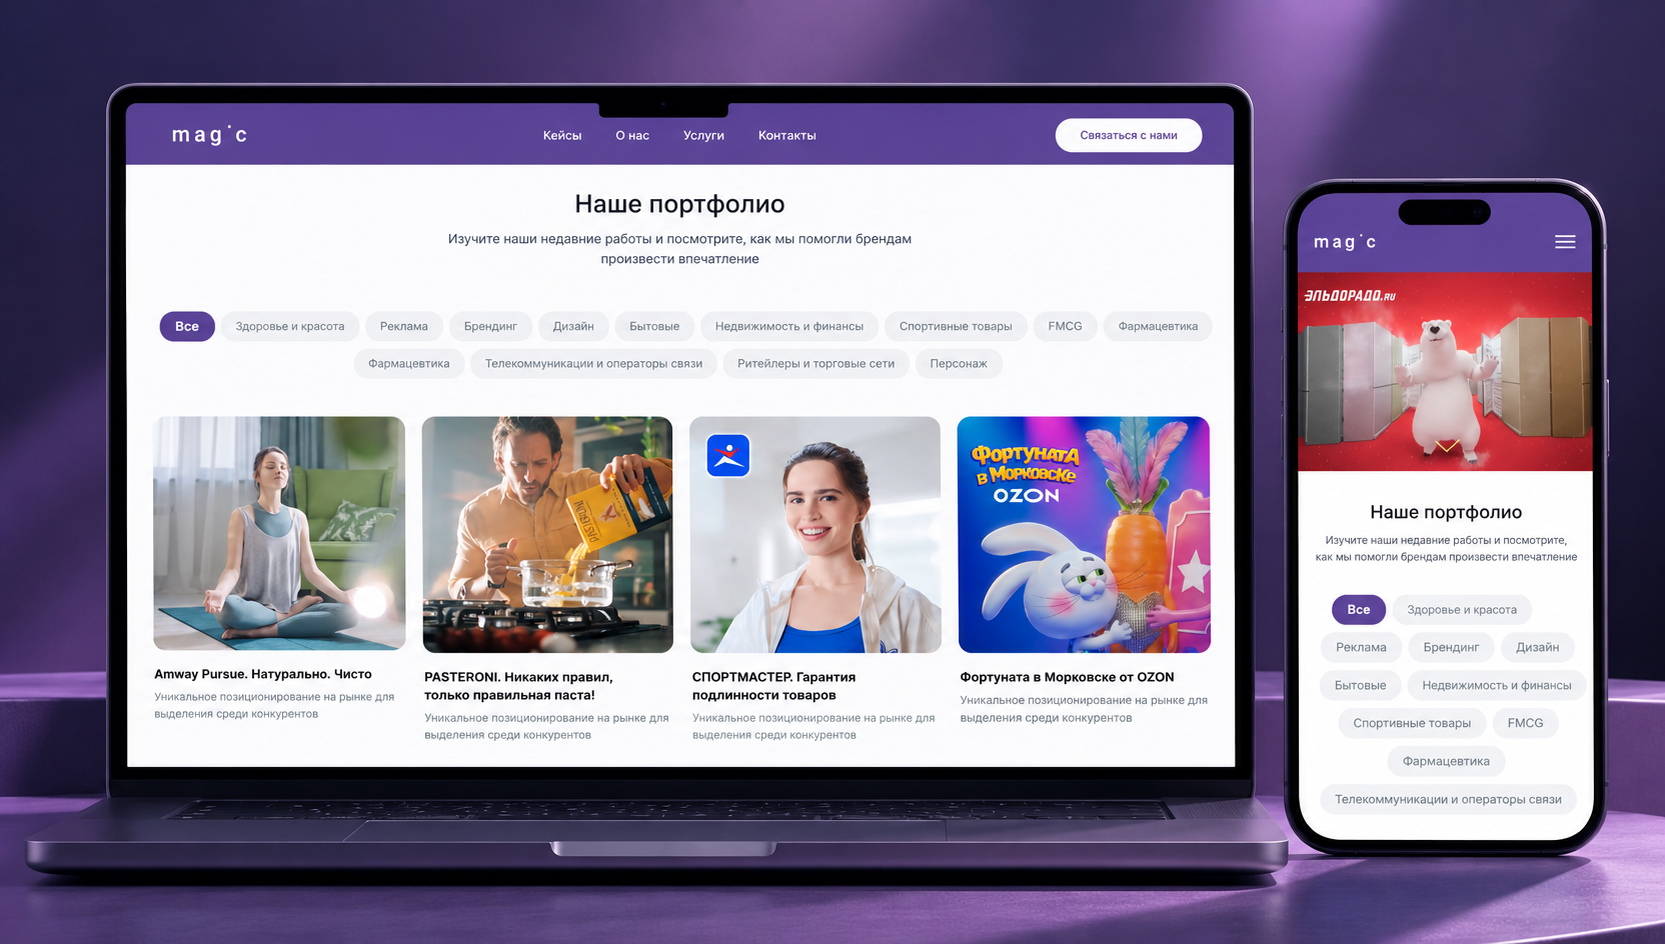 magic
Кейсы
О нас
Услуги
Контакты
Связаться с нами
Наше портфолио
Изучите наши недавние работы и посмотрите, как мы помогли брендам
произвести впечатление
Все
Здоровье и красота
Реклама
Брендинг
Дизайн
Бытовые
Недвижимость и финансы
Спортивные товары
FMCG
Фармацевтика
Фармацевтика
Телекоммуникации и операторы связи
Ритейлеры и торговые сети
Персонаж
PASTERONI
Фортуната
в Морковске
OZON
Amway Pursue. Натурально. Чисто
Уникальное позиционирование на рынке для
выделения среди конкурентов
PASTERONI. Никаких правил,
только правильная паста!
Уникальное позиционирование на рынке для
выделения среди конкурентов
СПОРТМАСТЕР. Гарантия
подлинности товаров
Уникальное позиционирование на рынке для
выделения среди конкурентов
Фортуната в Морковске от OZON
Уникальное позиционирование на рынке для
выделения среди конкурентов
magic
ЭЛЬДОРАДО.RU
Наше портфолио
Изучите наши недавние работы и посмотрите,
как мы помогли брендам произвести впечатление
Все
Здоровье и красота
Реклама
Брендинг
Дизайн
Бытовые
Недвижимость и финансы
Спортивные товары
FMCG
Фармацевтика
Телекоммуникации и операторы связи